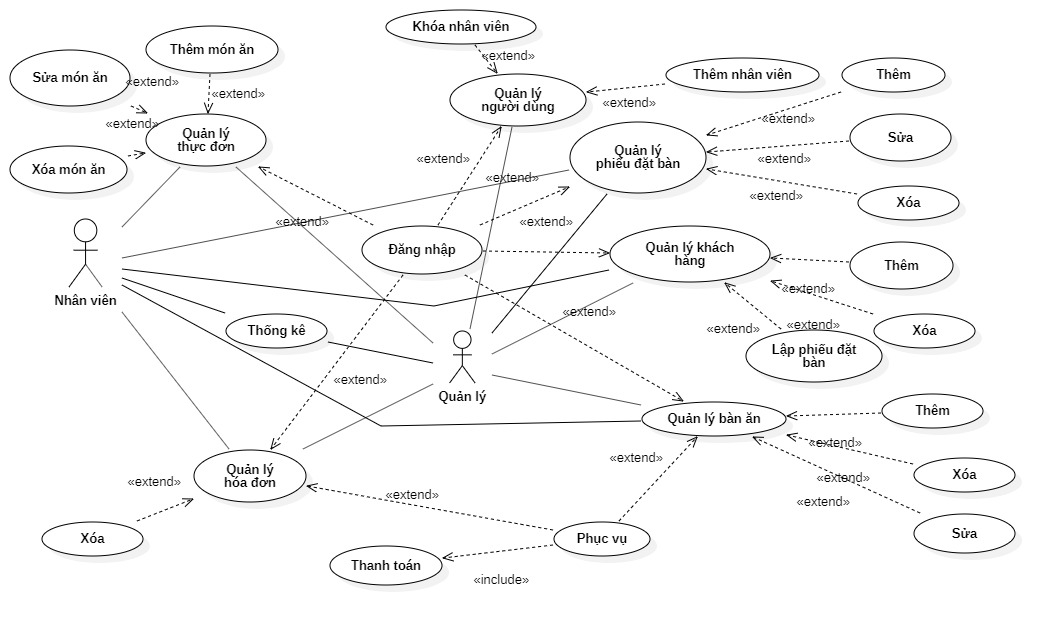 Khóa nhân viên
«extend»
Thêm món ăn
Sửa món ăn
«extend»
«extend»
«extend»
Quản lý
thực đơn
Xóa món ăn
Quản lý
người dùng
Thêm nhân viên
«extend»
Thêm
«extend»
Quản lý
phiếu đặt bàn
Sửa
«extend»
«extend»
Xóa
«extend»
«extend»
«extend»
«extend»
Đăng nhập
Quản lý khách
hàng
Thêm
«extend»
Xóa
«extend»
«extend»
«extend»
Lập phiếu đặt
bàn
Nhân viên
Thống kê
«extend»
Quản lý
Quản lý bàn ăn
Thêm
«extend»
Xóa
«extend»
«extend»
Sửa
«extend»
Quản lý
hóa đơn
«extend»
«extend»
Xóa
Phục vụ
Thanh toán
«include»